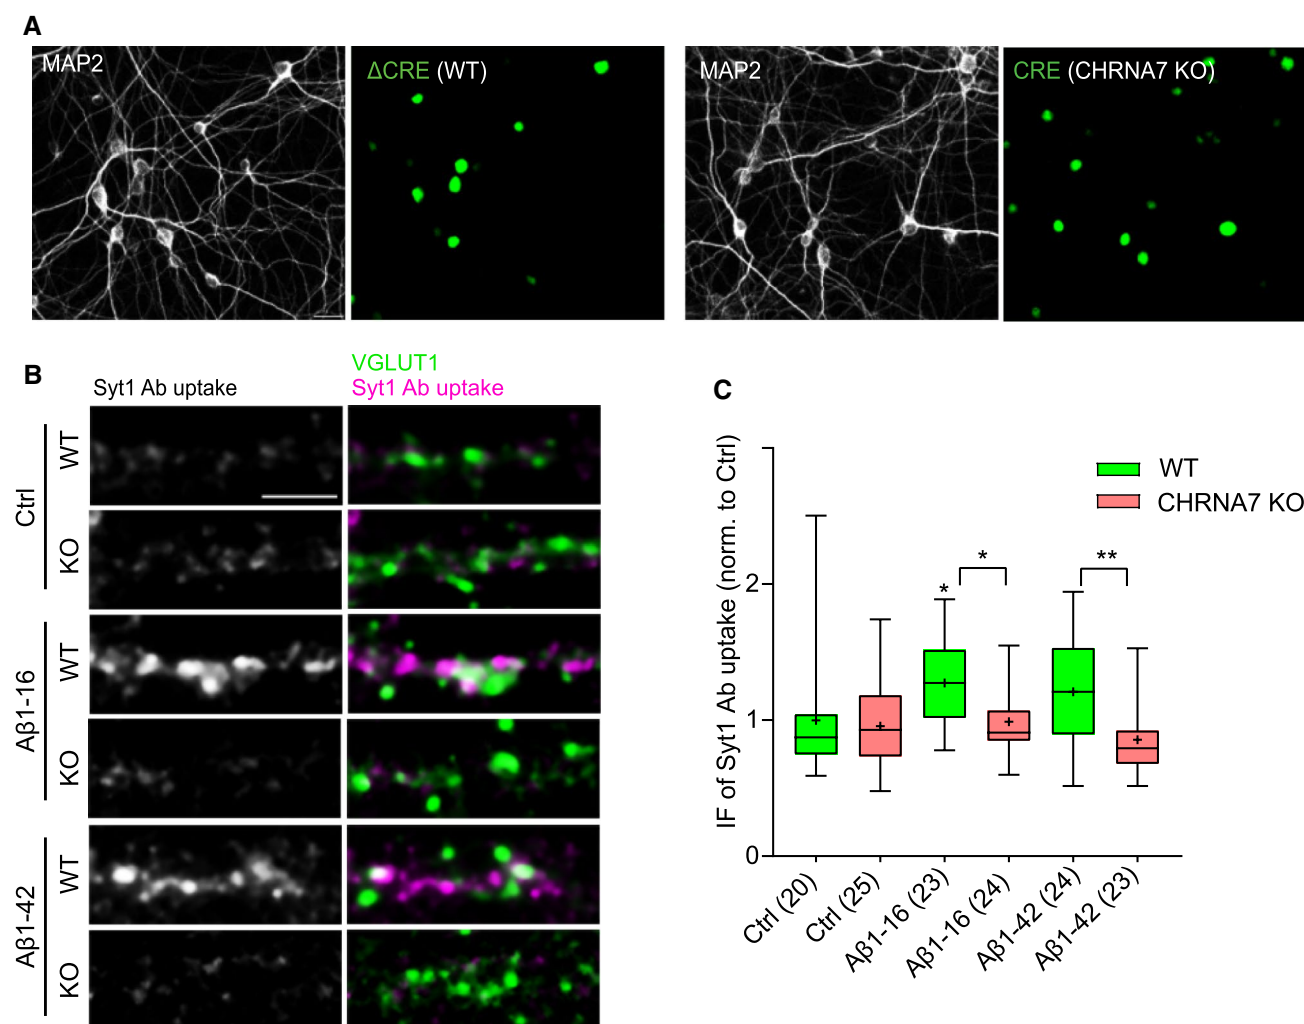 A
MAP2
ΔCRE (WT)
MAP2
CRE (CHRNA7 KO)
B
VGLUT1
Syt1 Ab uptake
Syt1 Ab uptake
Ctrl
WT
KO
Aβ1-16
WT
KO
Aβ1-42
WT
KO
C
IF of Syt1 Ab uptake (norm. to Ctrl)
2
1
0
WT
CHRNA7 KO
*
*
**
Ctrl (20)
Ctrl (25)
Aβ1-16 (23)
Aβ1-16 (24)
Aβ1-42 (24)
Aβ1-42 (23)